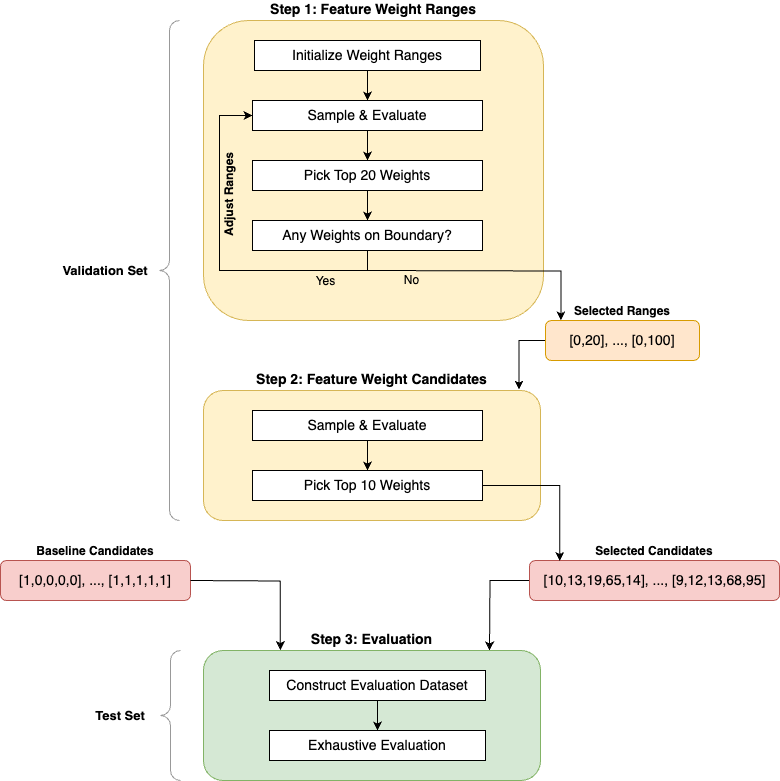 Step 1: Feature Weight Ranges
Initialize Weight Ranges
Sample & Evaluate
Pick Top 20 Weights
Adjust Ranges
Any Weights on Boundary?
Validation Set
Yes
No
Selected Ranges
[0,20], ..., [0,100]
Step 2: Feature Weight Candidates
Sample & Evaluate
Pick Top 10 Weights
Baseline Candidates
[1,0,0,0,0], ..., [1,1,1,1,1]
Selected Candidates
[10,13,19,65,14], ..., [9,12,13,68,95]
Step 3: Evaluation
Construct Evaluation Dataset
Test Set
Exhaustive Evaluation